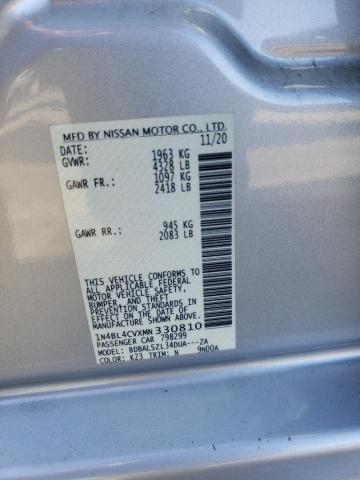 MFD BY NISSAN MOTOR CO., LTD.
DATE: 11/20
GVWR: 1963 KG
4328 LB
GAWR FR.: 1097 KG
2418 LB
GAWR RR.: 945 KG
2083 LB
THIS VEHICLE CONFORMS TO
ALL APPLICABLE FEDERAL
MOTOR VEHICLE SAFETY,
BUMPER, AND THEFT
PREVENTION STANDARDS
IN EFFECT ON THE DATE OF
MANUFACTURE SHOWN ABOVE.
1N4BL4CVXMN330810
PASSENGER CAR 798299
MODEL: BDBALSZL34DUA---ZA
COLOR: K23 TRIM: N 9N00A